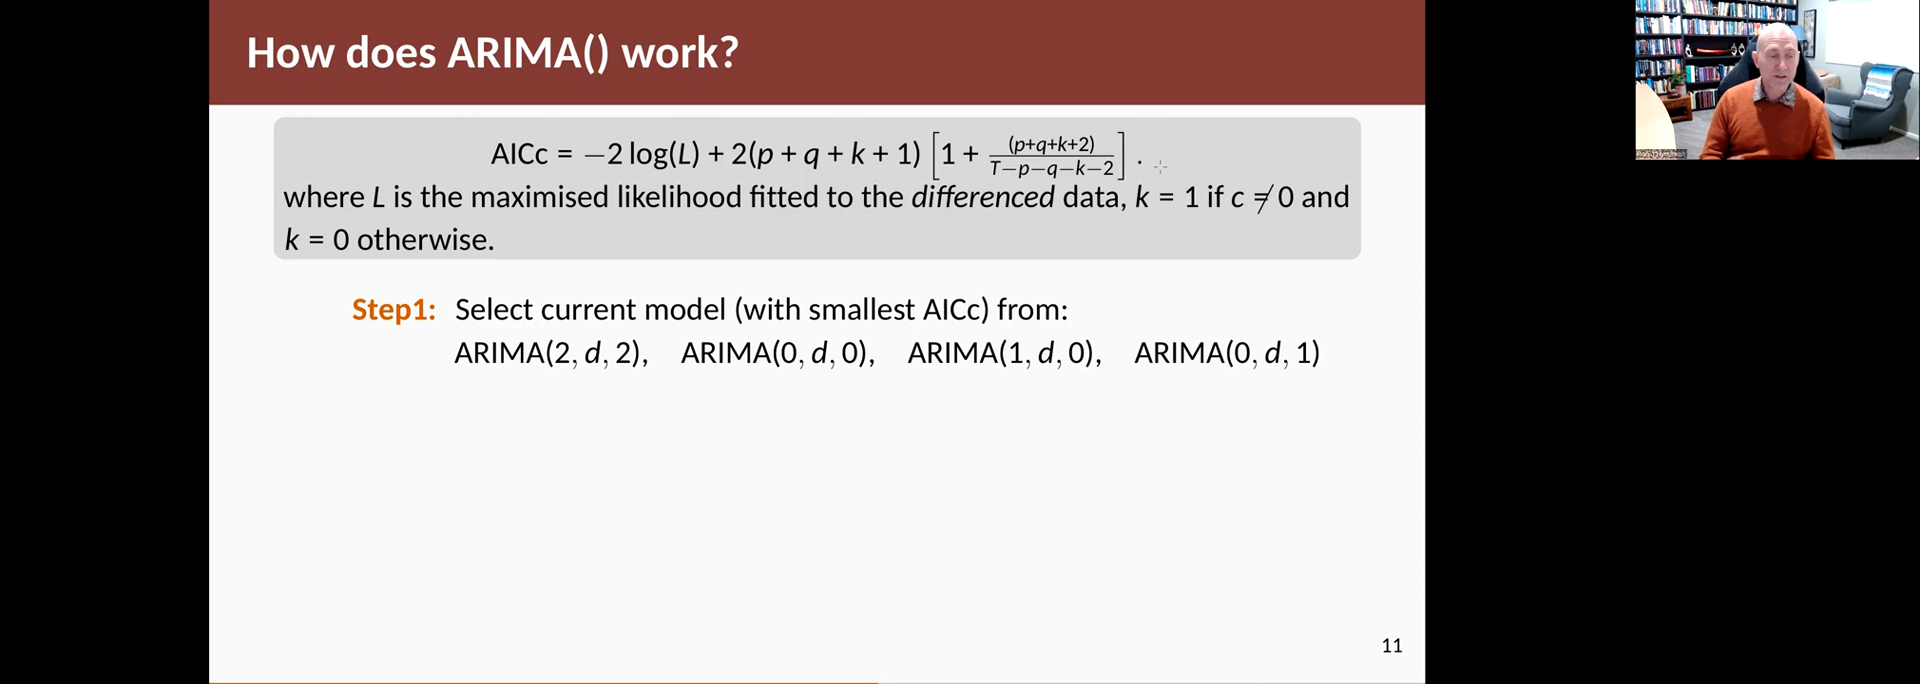 How does ARIMA() work?
AICc = −2 log(L) + 2(p + q + k + 1) [1 + (p+q+k+2)/(T−p−q−k−2)] .
where L is the maximised likelihood fitted to the differenced data, k = 1 if c ≠ 0 and
k = 0 otherwise.
Step1: Select current model (with smallest AICc) from:
ARIMA(2, d, 2), ARIMA(0, d, 0), ARIMA(1, d, 0), ARIMA(0, d, 1)
11